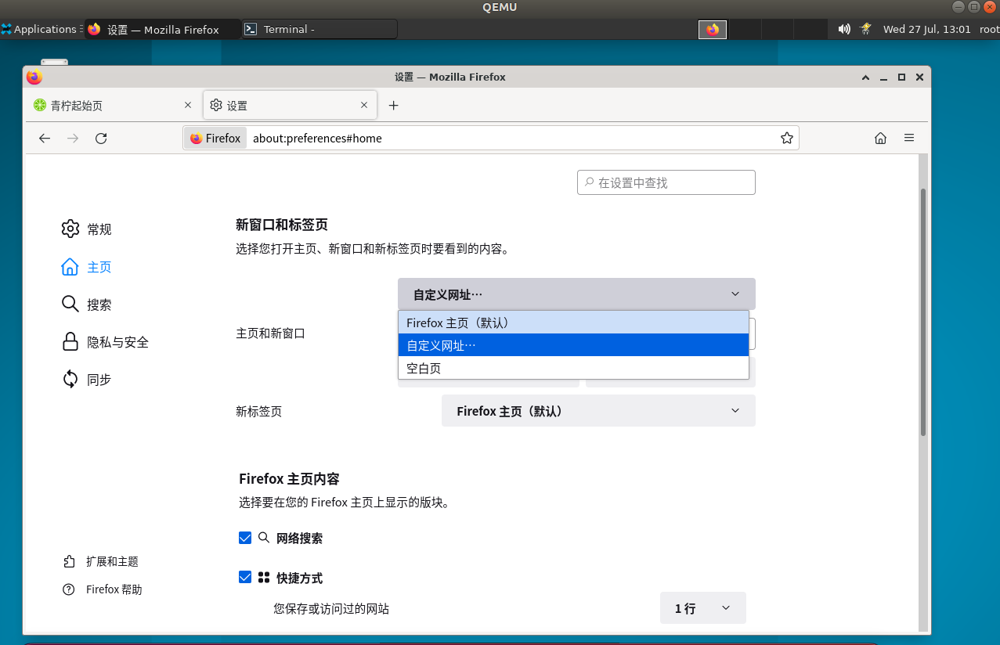 QEMU
Applications
设置 — Mozilla Firefox
Terminal -
Wed 27 Jul, 13:01
root
设置 — Mozilla Firefox
青柠起始页
设置
Firefox
about:preferences#home
在设置中查找
常规
主页
搜索
隐私与安全
同步
扩展和主题
Firefox 帮助
新窗口和标签页
选择您打开主页、新窗口和新标签页时要看到的内容。
自定义网址…
主页和新窗口
Firefox 主页（默认）
自定义网址…
空白页
新标签页
Firefox 主页（默认）
Firefox 主页内容
选择要在您的 Firefox 主页上显示的版块。
网络搜索
快捷方式
您保存或访问过的网站
1 行